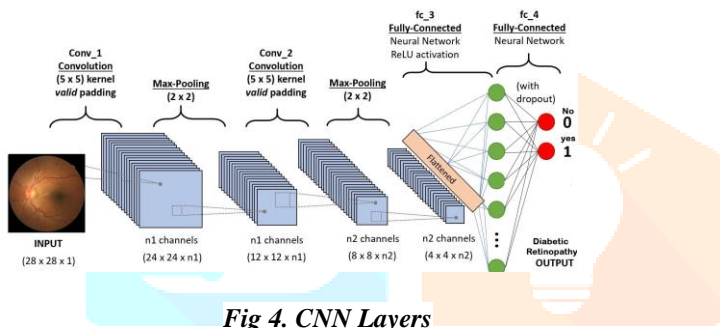 Conv_1
Convolution
(5 x 5) kernel
valid padding
Max-Pooling
(2 x 2)
Conv_2
Convolution
(5 x 5) kernel
valid padding
Max-Pooling
(2 x 2)
fc_3
Fully-Connected
Neural Network
ReLU activation
fc_4
Fully-Connected
Neural Network
(with
dropout)
Flattened
No
0
yes
1
INPUT
(28 x 28 x 1)
n1 channels
(24 x 24 x n1)
n1 channels
(12 x 12 x n1)
n2 channels
(8 x 8 x n2)
n2 channels
(4 x 4 x n2)
Diabetic
Retinopathy
OUTPUT
Fig 4. CNN Layers